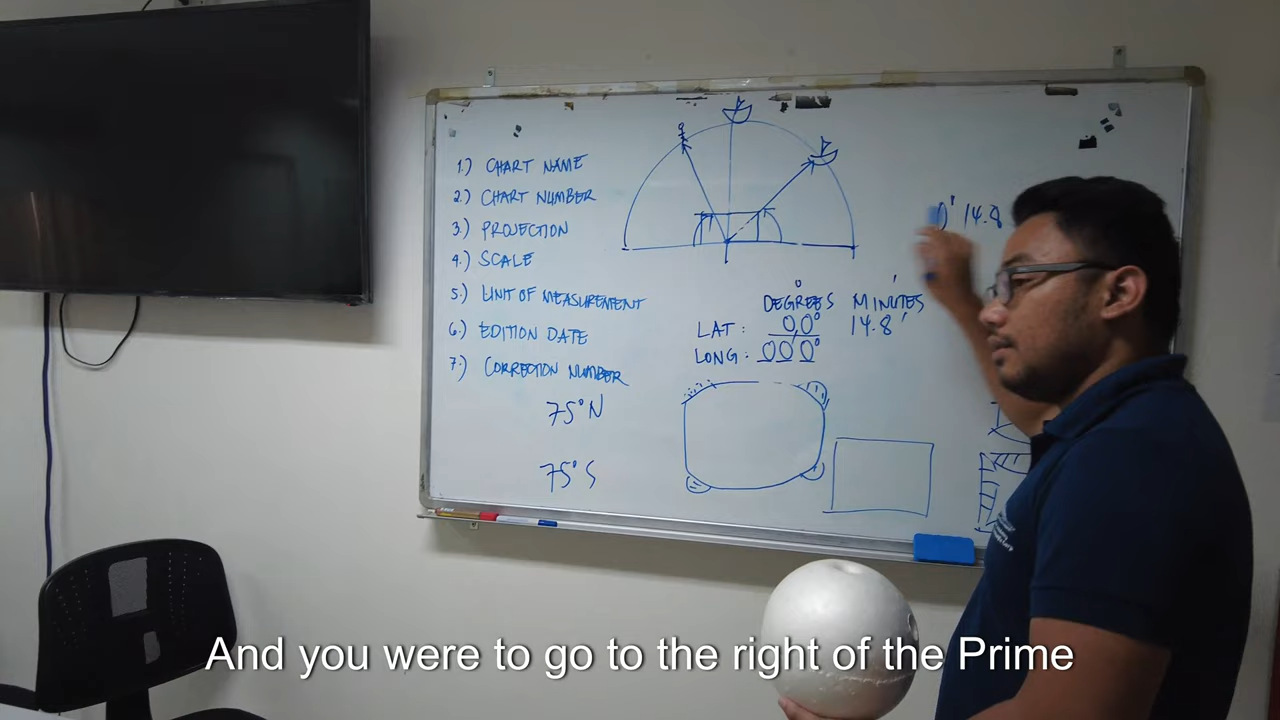 1.) CHART NAME
2.) CHART NUMBER
3.) PROJECTION
4.) SCALE
5.) UNIT OF MEASUREMENT
6.) EDITION DATE
7.) CORRECTION NUMBER
75° N
75° S
14.8
DEGREES MINUTES
LAT: 00° 14.8'
LONG: 000°
And you were to go to the right of the Prime